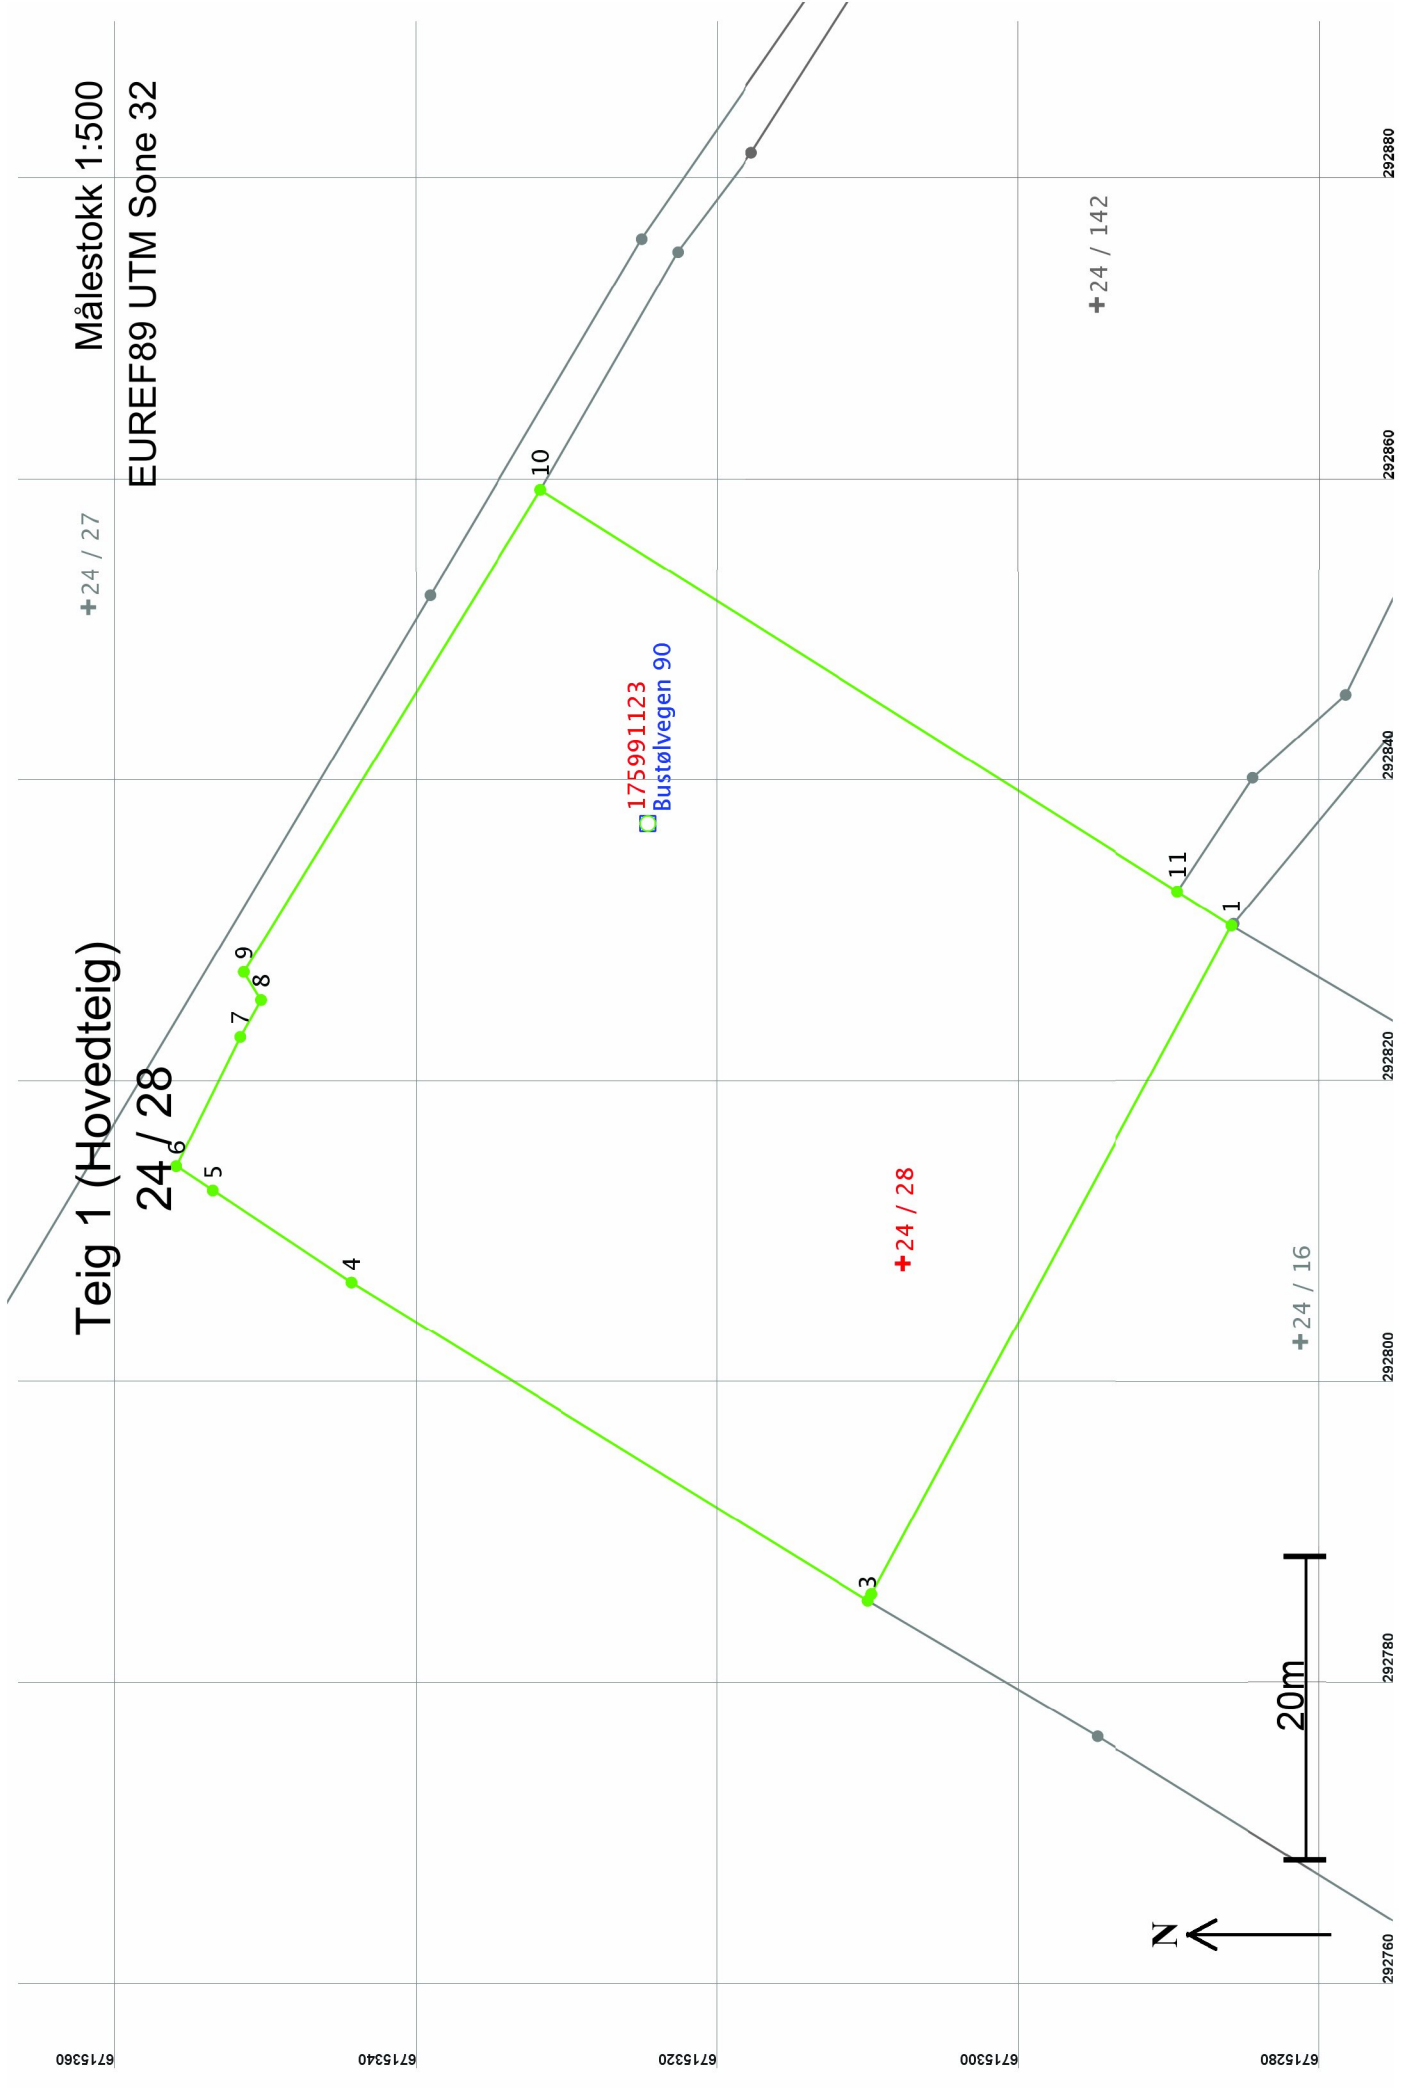 Målestokk 1:500
EUREF89 UTM Sone 32
Teig 1 (Hovedteig)
24 / 28
24 / 27
24 / 142
24 / 28
24 / 16
175991123
Bustølvegen 90
1
3
4
5
6
7
8
9
10
11
20m
N
292760
292780
292800
292820
292840
292860
292880
6715360
6715340
6715320
6715300
6715280